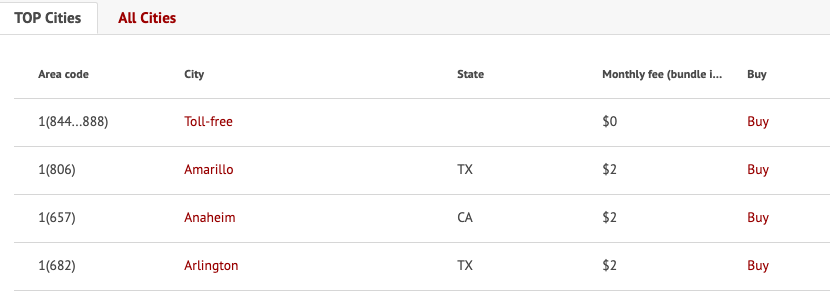 TOP Cities All Cities
Area code City State Monthly fee (bundle i... Buy
1(844...888) Toll-free $0 Buy
1(806) Amarillo TX $2 Buy
1(657) Anaheim CA $2 Buy
1(682) Arlington TX $2 Buy